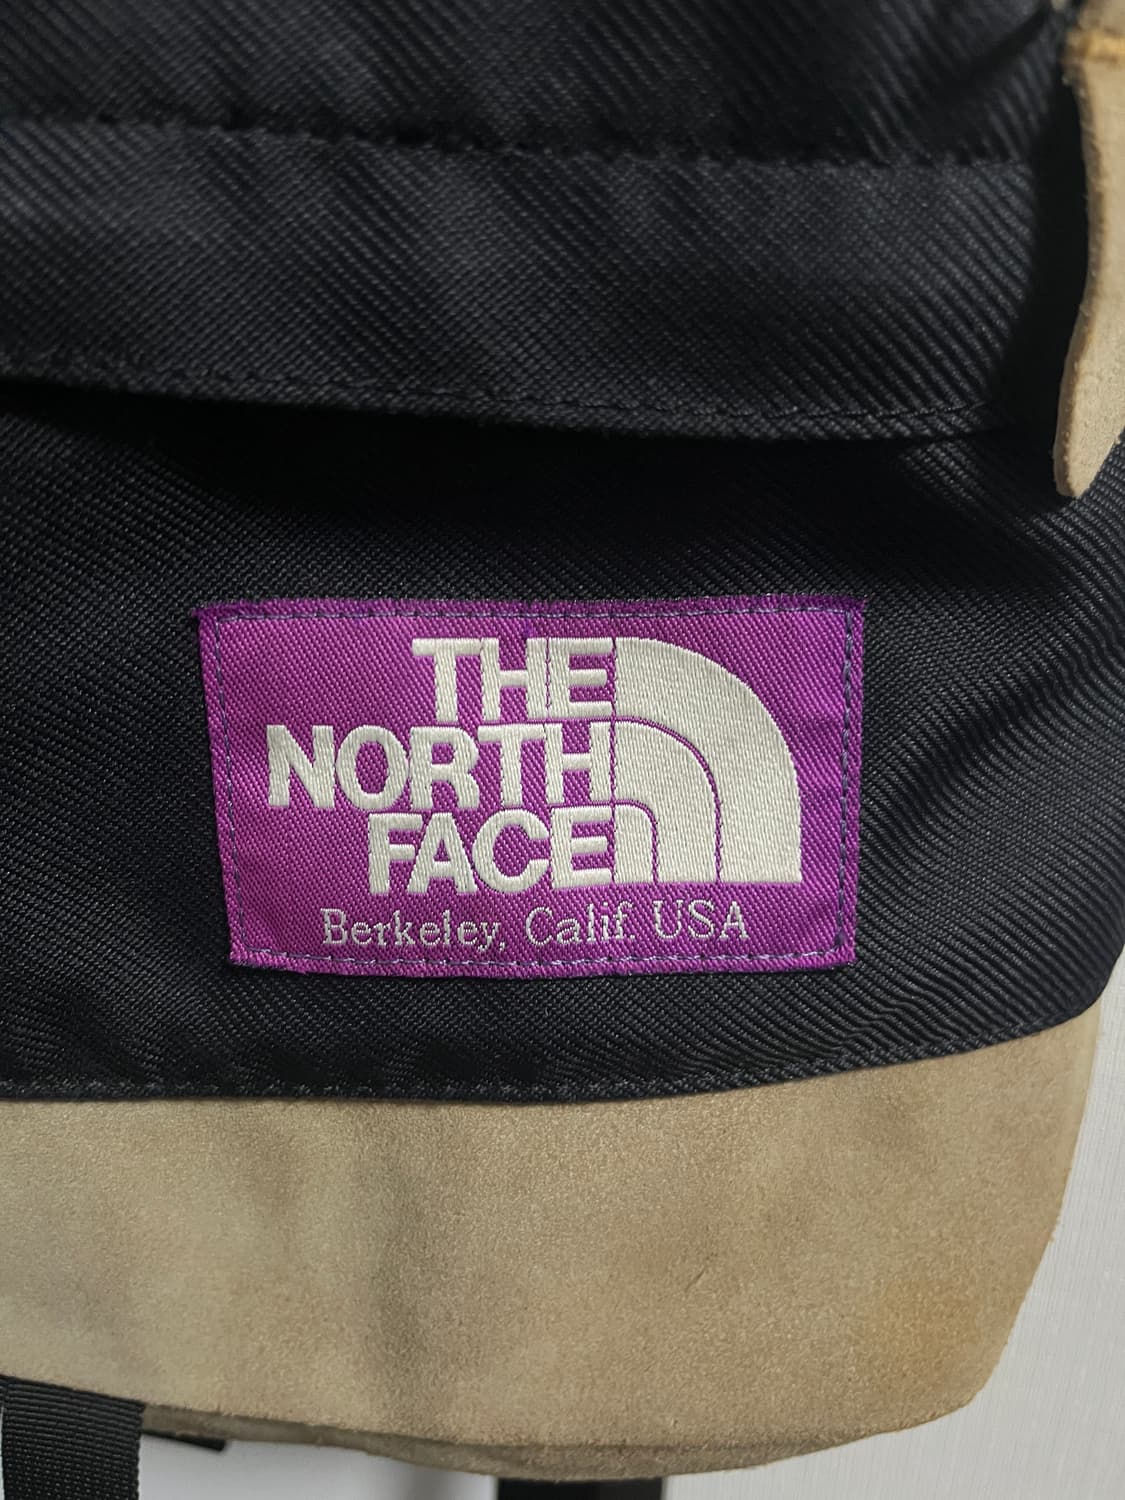 THE
NORTH
FACE
Berkeley, Calif. USA